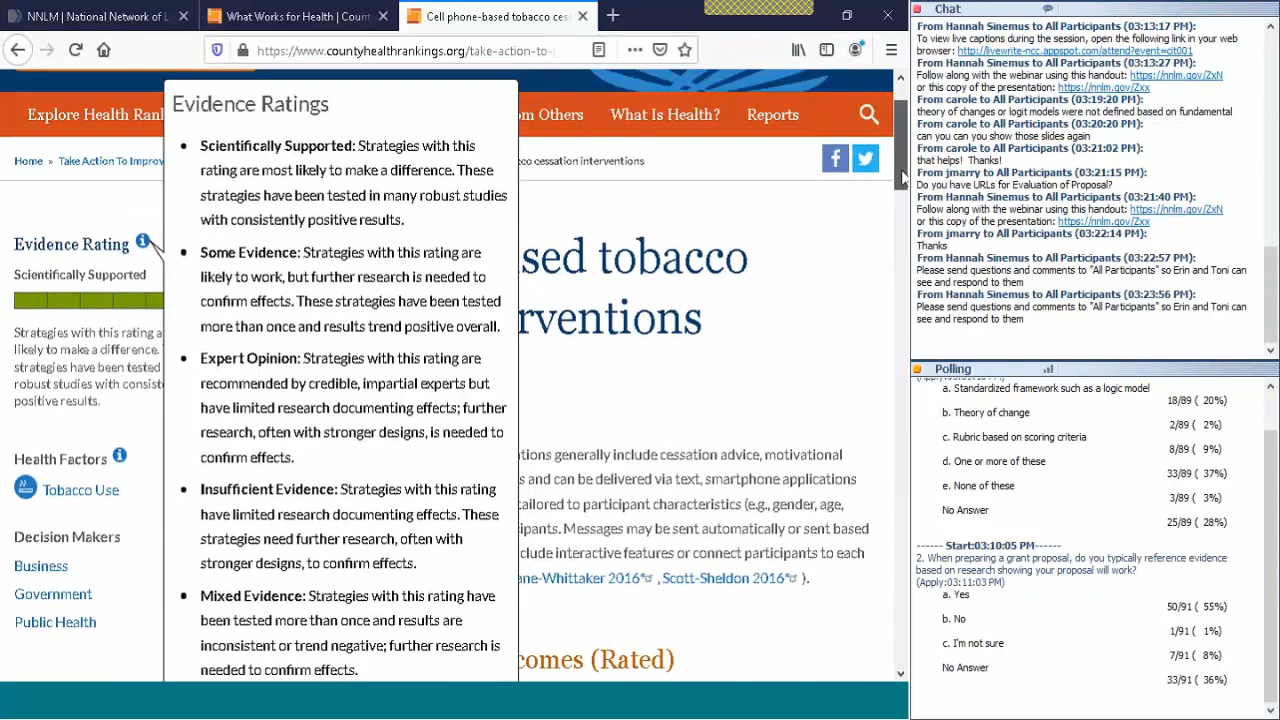 NNLM | National Network of L
What Works for Health | Count
Cell phone-based tobacco cess
https://www.countyhealthrankings.org/take-action-to-
Explore Health Ran
om Others
What Is Health?
Reports
Home
Take Action To Improv
o cessation interventions
Evidence Rating
Scientifically Supported
Strategies with this rating a
likely to make a difference.
strategies have been tested
robust studies with consist
positive results.
Health Factors
Tobacco Use
Decision Makers
Business
Government
Public Health
Evidence Ratings
Scientifically Supported: Strategies with this
rating are most likely to make a difference. These
strategies have been tested in many robust studies
with consistently positive results.
Some Evidence: Strategies with this rating are
likely to work, but further research is needed to
confirm effects. These strategies have been tested
more than once and results trend positive overall.
Expert Opinion: Strategies with this rating are
recommended by credible, impartial experts but
have limited research documenting effects; further
research, often with stronger designs, is needed to
confirm effects.
Insufficient Evidence: Strategies with this rating
have limited research documenting effects. These
strategies need further research, often with
stronger designs, to confirm effects.
Mixed Evidence: Strategies with this rating have
been tested more than once and results are
inconsistent or trend negative; further research is
needed to confirm effects.
sed tobacco
rventions
tions generally include cessation advice, motivational
s and can be delivered via text, smartphone applications
tailored to participant characteristics (e.g., gender, age,
ipants. Messages may be sent automatically or sent based
clude interactive features or connect participants to each
ane-Whittaker 2016*, Scott-Sheldon 2016* ).
comes (Rated)
Chat
From Hannah Sinemus to All Participants (03:13:17 PM):
To view live captions during the session, open the following link in your web
browser: http://livewrite-ncc.appspot.com/attend?event=cit001
From Hannah Sinemus to All Participants (03:13:27 PM):
Follow along with the webinar using this handout: https://nnlm.gov/ZxN
or this copy of the presentation: https://nnlm.gov/Zxx
From carole to All Participants (03:19:20 PM):
theory of changes or logit models were not defined based on fundamental
From carole to All Participants (03:20:20 PM):
can you can you show those slides again
From carole to All Participants (03:21:02 PM):
that helps! Thanks!
From jmarry to All Participants (03:21:15 PM):
Do you have URLs for Evaluation of Proposal?
From Hannah Sinemus to All Participants (03:21:40 PM):
Follow along with the webinar using this handout: https://nnlm.gov/ZxN
or this copy of the presentation: https://nnlm.gov/Zxx
From jmarry to All Participants (03:22:14 PM):
Thanks
From Hannah Sinemus to All Participants (03:22:57 PM):
Please send questions and comments to "All Participants" so Erin and Toni can
see and respond to them
From Hannah Sinemus to All Participants (03:23:56 PM):
Please send questions and comments to "All Participants" so Erin and Toni can
see and respond to them
Polling
a. Standardized framework such as a logic model
18/89 ( 20%)
b. Theory of change
2/89 ( 2%)
c. Rubric based on scoring criteria
8/89 ( 9%)
d. One or more of these
33/89 ( 37%)
e. None of these
3/89 ( 3%)
No Answer
25/89 ( 28%)
------ Start:03:10:05 PM------
2. When preparing a grant proposal, do you typically reference evidence
based on research showing your proposal will work?
(Apply:03:11:03 PM)
a. Yes
50/91 ( 55%)
b. No
1/91 ( 1%)
c. I'm not sure
7/91 ( 8%)
No Answer
33/91 ( 36%)